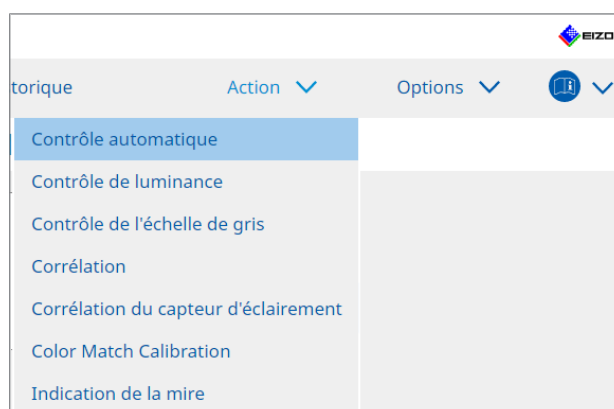 EIZO
torique Action Options
Contrôle automatique
Contrôle de luminance
Contrôle de l'échelle de gris
Corrélation
Corrélation du capteur d'éclairement
Color Match Calibration
Indication de la mire